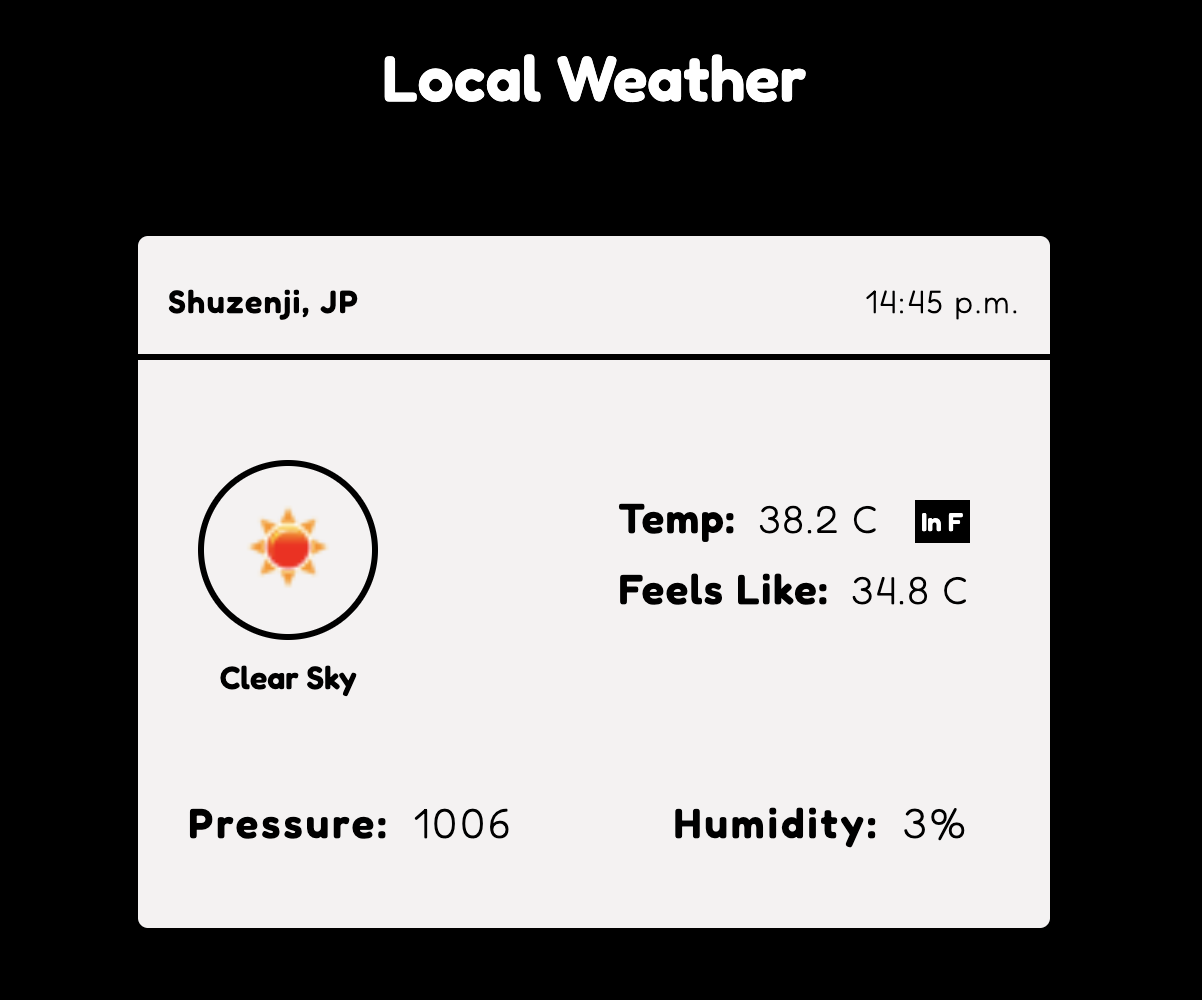 Local Weather
Shuzenji, JP
14:45 p.m.
Temp: 38.2 C In F
Feels Like: 34.8 C
Clear Sky
Pressure: 1006
Humidity: 3%